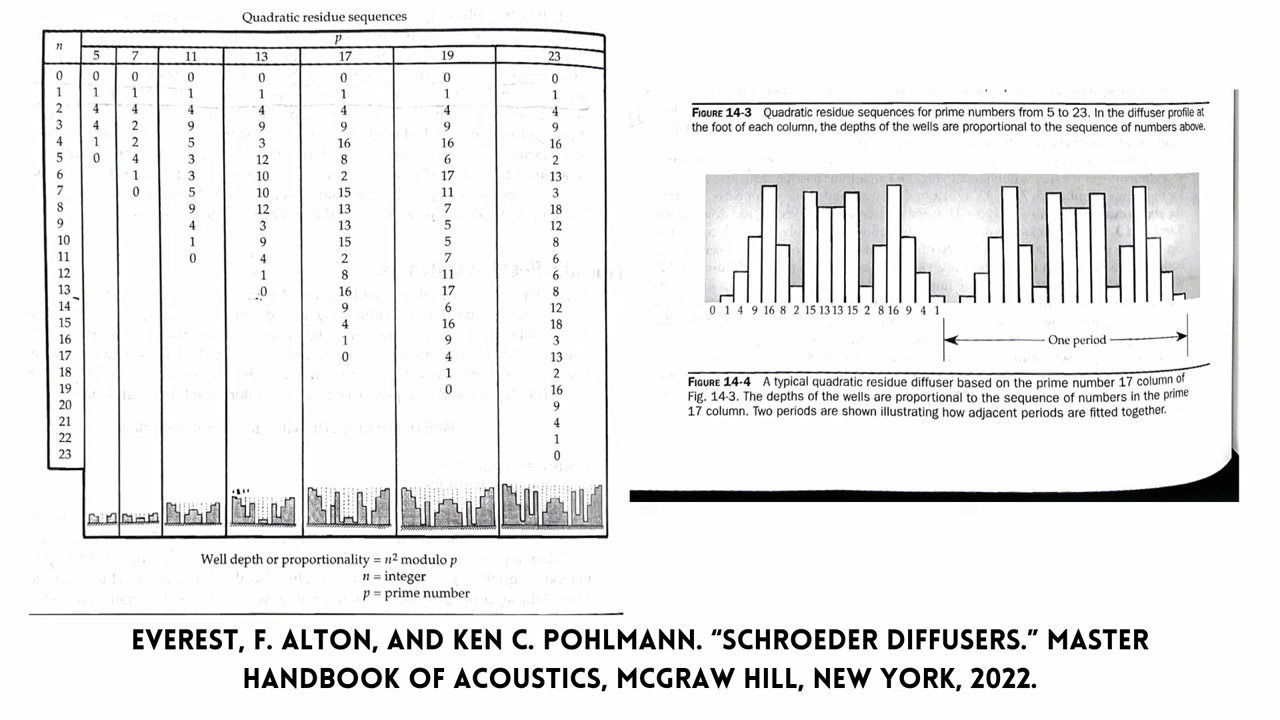 Quadratic residue sequences
n p
5 7 11 13 17 19 23
0 0 0 0 0 0 0 0
1 1 1 1 1 1 1 1
2 4 4 4 4 4 4 4
3 4 2 9 9 9 9 9
4 1 2 5 3 16 16 16
5 0 4 3 12 8 6 2
6 1 3 10 2 17 13
7 0 5 10 15 11 3
8 9 12 13 7 18
9 4 3 13 5 12
10 1 9 15 5 8
11 0 4 2 7 6
12 1 8 11 6
13 0 16 17 8
14 9 6 12
15 4 16 18
16 1 9 3
17 0 4 13
18 1 2
19 0 16
20 9
21 4
22 1
23 0
Well depth or proportionality = n² modulo p
n = integer
p = prime number
FIGURE 14-3 Quadratic residue sequences for prime numbers from 5 to 23. In the diffuser profile at
the foot of each column, the depths of the wells are proportional to the sequence of numbers above.
0 1 4 9 16 8 2 15 13 13 15 2 8 16 9 4 1
One period
FIGURE 14-4 A typical quadratic residue diffuser based on the prime number 17 column of
Fig. 14-3. The depths of the wells are proportional to the sequence of numbers in the prime
17 column. Two periods are shown illustrating how adjacent periods are fitted together.
EVEREST, F. ALTON, AND KEN C. POHLMANN. “SCHROEDER DIFFUSERS.” MASTER
HANDBOOK OF ACOUSTICS, MCGRAW HILL, NEW YORK, 2022.